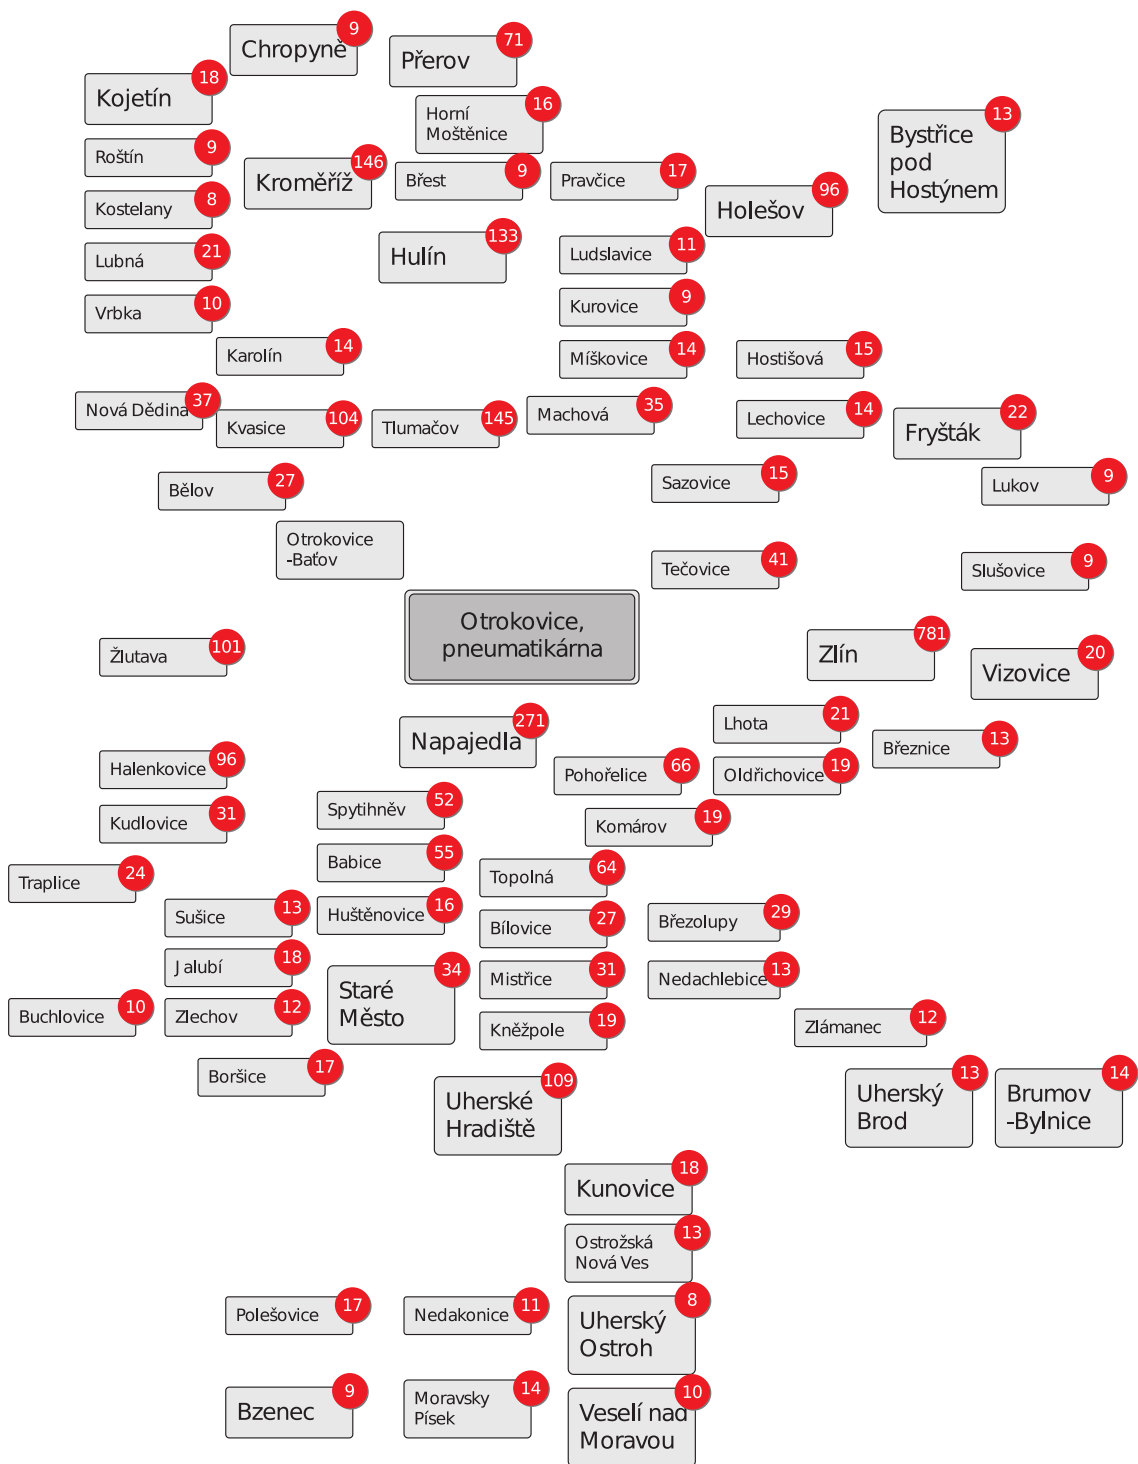 9
Chropyně
71
Přerov
18
Kojetín
16
Horní
Moštěnice
13
Bystřice
pod
Hostýnem
9
Roštín
146
Kroměříž
9
Břest
17
Pravčice
96
Holešov
8
Kostelany
133
Hulín
11
Ludslavice
21
Lubná
9
Kurovice
10
Vrbka
14
Karolín
14
Míškovice
15
Hostišová
37
Nová Dědina
104
Kvasice
145
Tlumačov
35
Machová
14
Lechovice
22
Fryšták
27
Bělov
15
Sazovice
9
Lukov
Otrokovice
-Baťov
41
Tečovice
9
Slušovice
Otrokovice,
pneumatikárna
101
Žlutava
781
Zlín
20
Vizovice
271
Napajedla
21
Lhota
13
Březnice
96
Halenkovice
66
Pohořelice
19
Oldřichovice
31
Kudlovice
52
Spytihněv
19
Komárov
24
Traplice
55
Babice
64
Topolná
13
Sušice
16
Huštěnovice
27
Bílovice
29
Březolupy
18
Jalubí
34
Staré
Město
31
Mistřice
13
Nedachlebice
10
Buchlovice
12
Zlechov
19
Kněžpole
12
Zlámanec
17
Boršice
109
Uherské
Hradiště
13
Uherský
Brod
14
Brumov
-Bylnice
18
Kunovice
13
Ostrožská
Nová Ves
17
Polešovice
11
Nedakonice
8
Uherský
Ostroh
9
Bzenec
14
Moravsky
Písek
10
Veselí nad
Moravou